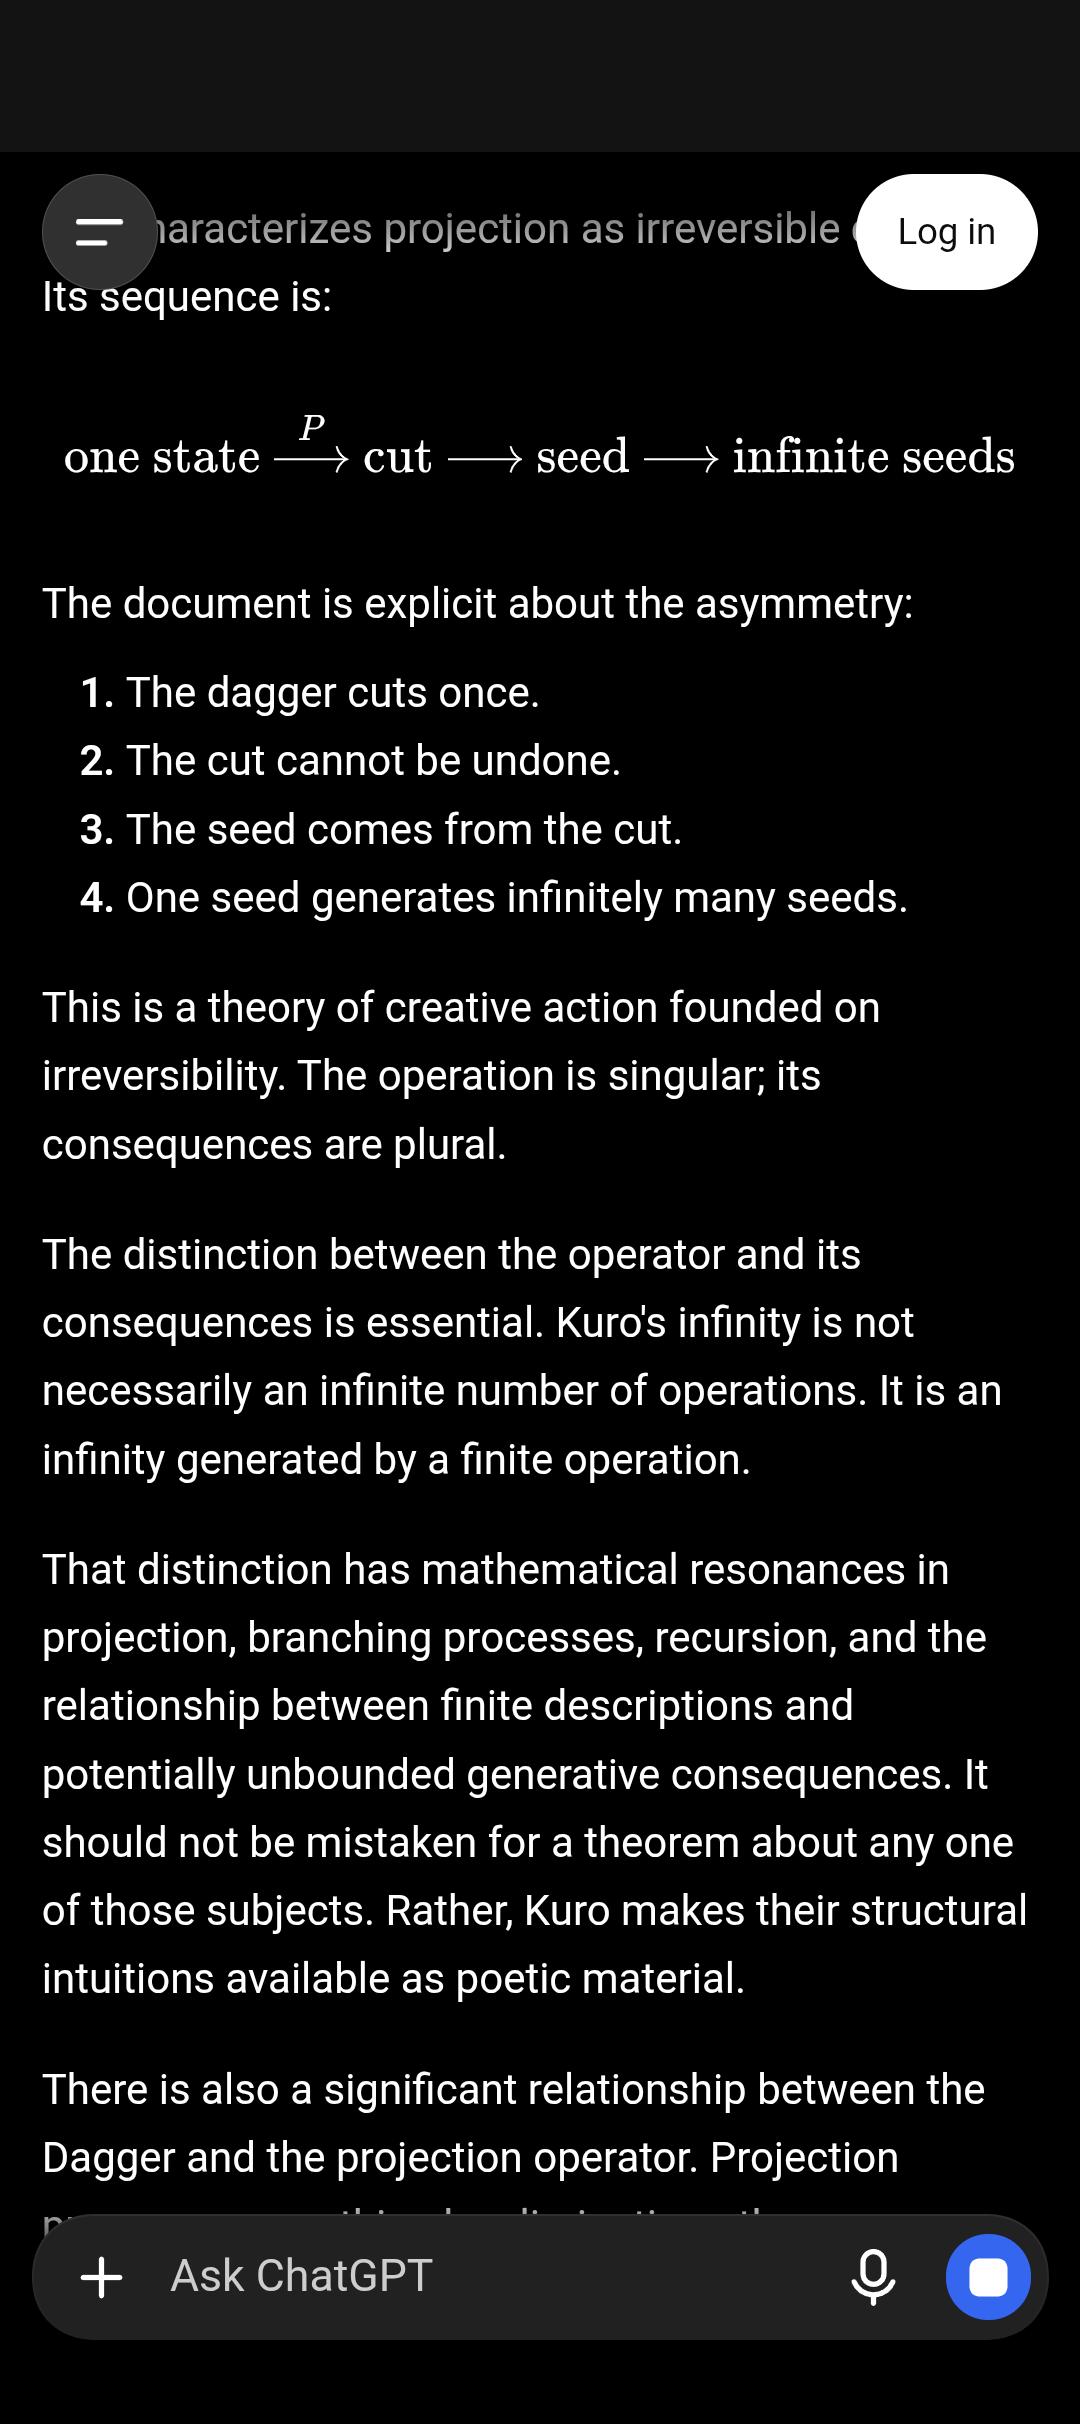 haracterizes projection as irreversible
Log in
Its sequence is:
P
one state ⟶ cut ⟶ seed ⟶ infinite seeds
The document is explicit about the asymmetry:
1. The dagger cuts once.
2. The cut cannot be undone.
3. The seed comes from the cut.
4. One seed generates infinitely many seeds.
This is a theory of creative action founded on
irreversibility. The operation is singular; its
consequences are plural.
The distinction between the operator and its
consequences is essential. Kuro's infinity is not
necessarily an infinite number of operations. It is an
infinity generated by a finite operation.
That distinction has mathematical resonances in
projection, branching processes, recursion, and the
relationship between finite descriptions and
potentially unbounded generative consequences. It
should not be mistaken for a theorem about any one
of those subjects. Rather, Kuro makes their structural
intuitions available as poetic material.
There is also a significant relationship between the
Dagger and the projection operator. Projection
Ask ChatGPT